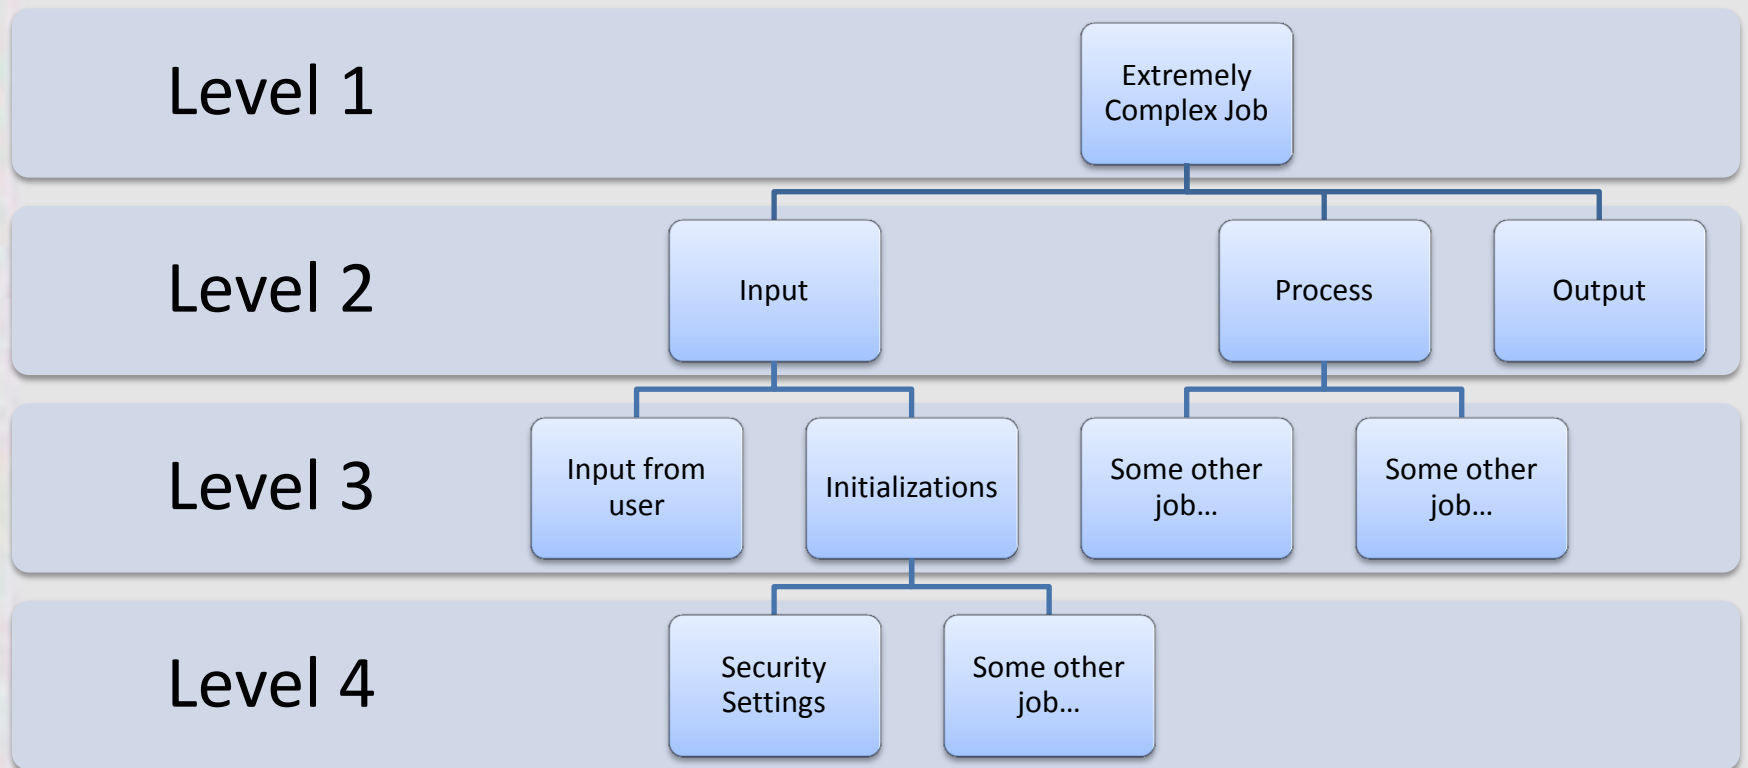 Level 1
Extremely
Complex Job
Level 2
Input
Process
Output
Level 3
Input from
user
Initializations
Some other
job...
Some other
job...
Level 4
Security
Settings
Some other
job...